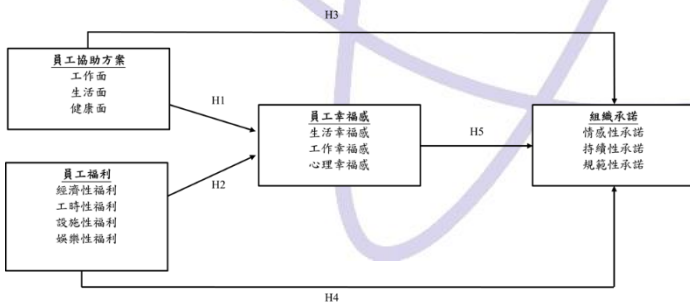 H3
員工協助方案
工作面
生活面
健康面
H1
員工幸福感
生活幸福感
工作幸福感
心理幸福感
H5
組織承諾
情感性承諾
持續性承諾
規範性承諾
員工福利
經濟性福利
工時性福利
設施性福利
娛樂性福利
H2
H4